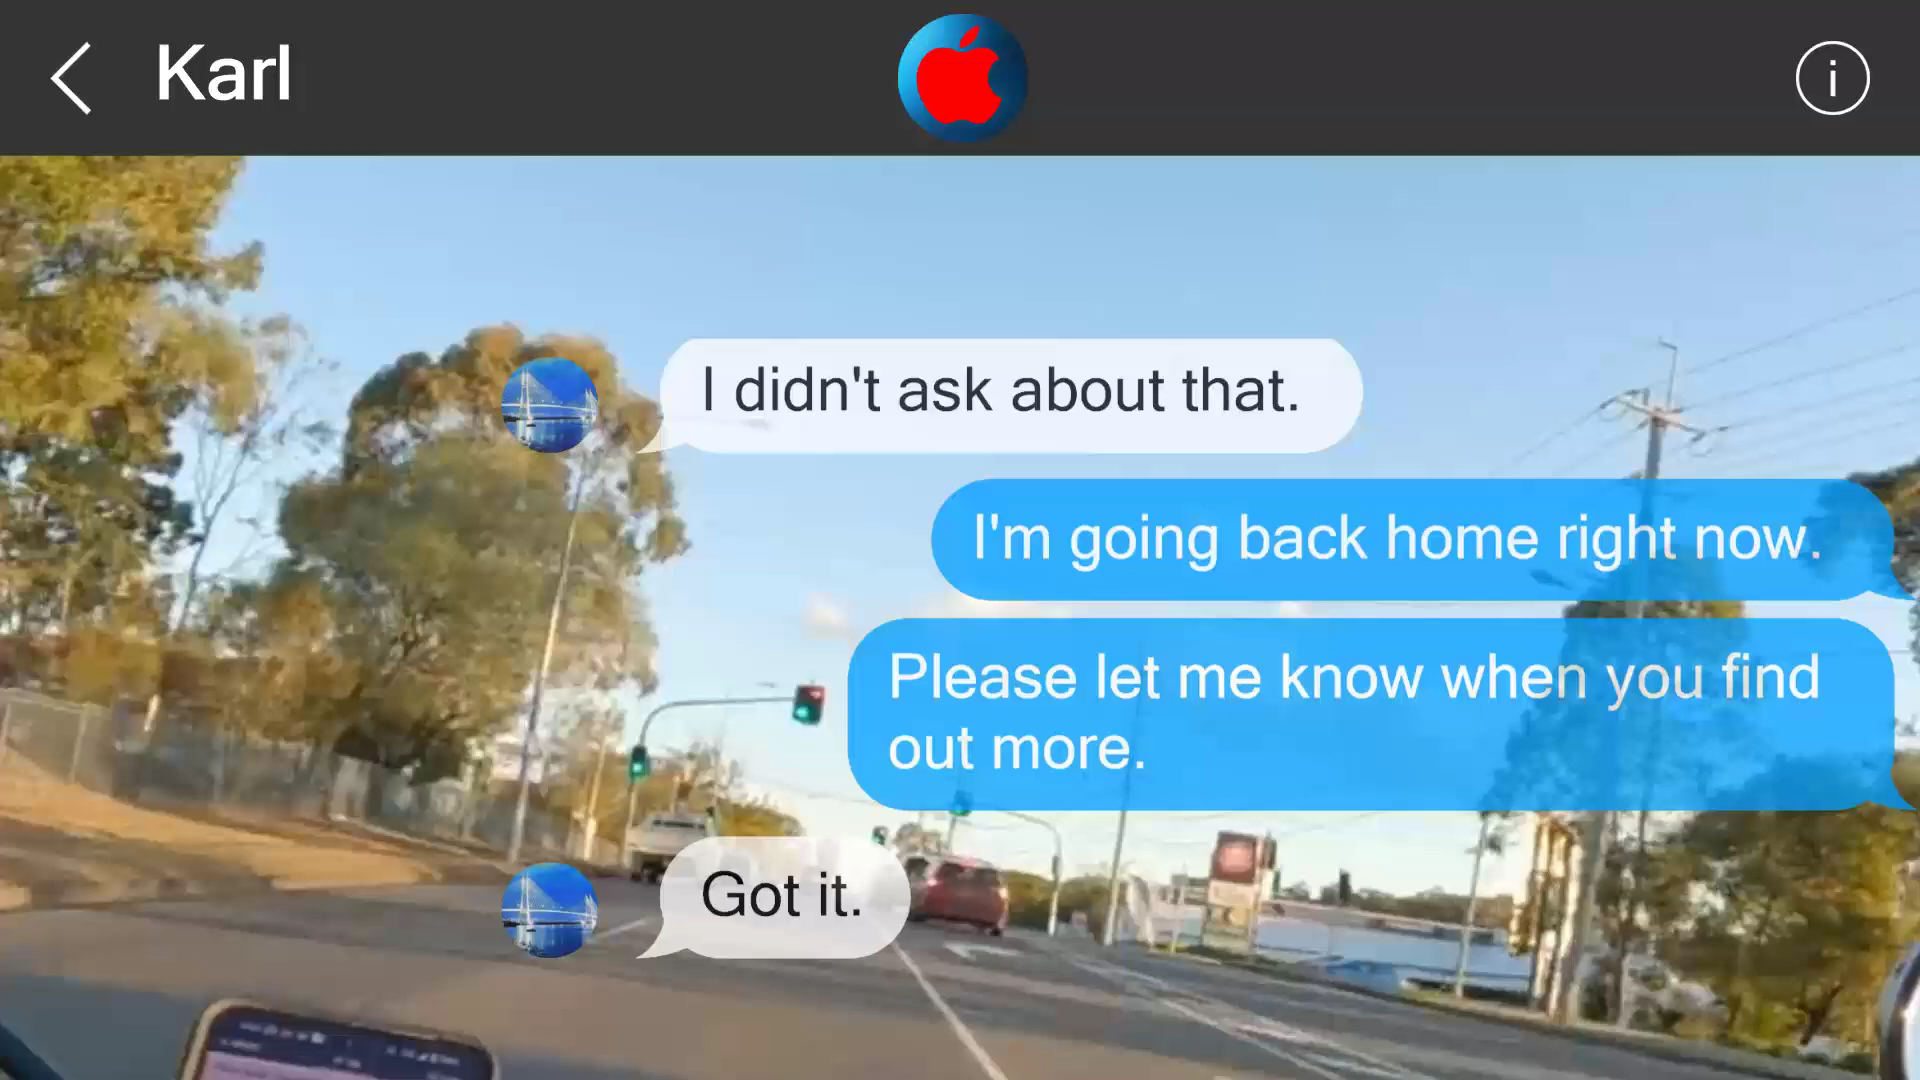 Karl
i
I didn't ask about that.
I'm going back home right now.
Please let me know when you find
out more.
Got it.